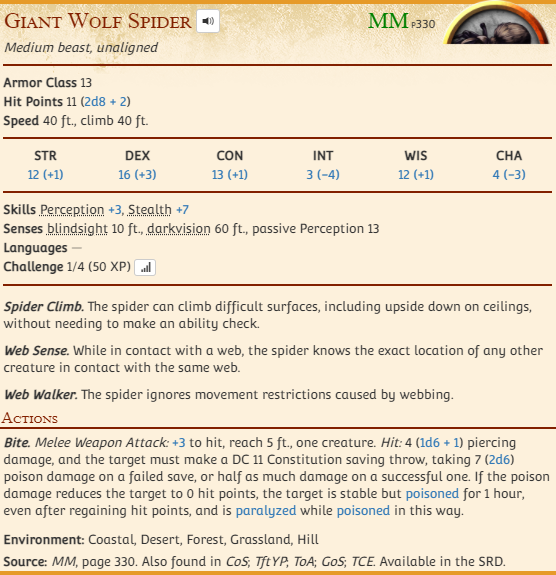 Giant Wolf Spider MM P330
Medium beast, unaligned
Armor Class 13
Hit Points 11 (2d8 + 2)
Speed 40 ft., climb 40 ft.
STR DEX CON INT WIS CHA
12 (+1) 16 (+3) 13 (+1) 3 (−4) 12 (+1) 4 (−3)
Skills Perception +3, Stealth +7
Senses blindsight 10 ft., darkvision 60 ft., passive Perception 13
Languages —
Challenge 1/4 (50 XP)
Spider Climb. The spider can climb difficult surfaces, including upside down on ceilings,
without needing to make an ability check.
Web Sense. While in contact with a web, the spider knows the exact location of any other
creature in contact with the same web.
Web Walker. The spider ignores movement restrictions caused by webbing.
Actions
Bite. Melee Weapon Attack: +3 to hit, reach 5 ft., one creature. Hit: 4 (1d6 + 1) piercing
damage, and the target must make a DC 11 Constitution saving throw, taking 7 (2d6)
poison damage on a failed save, or half as much damage on a successful one. If the poison
damage reduces the target to 0 hit points, the target is stable but poisoned for 1 hour,
even after regaining hit points, and is paralyzed while poisoned in this way.
Environment: Coastal, Desert, Forest, Grassland, Hill
Source: MM, page 330. Also found in CoS; TftYP; ToA; GoS; TCE. Available in the SRD.